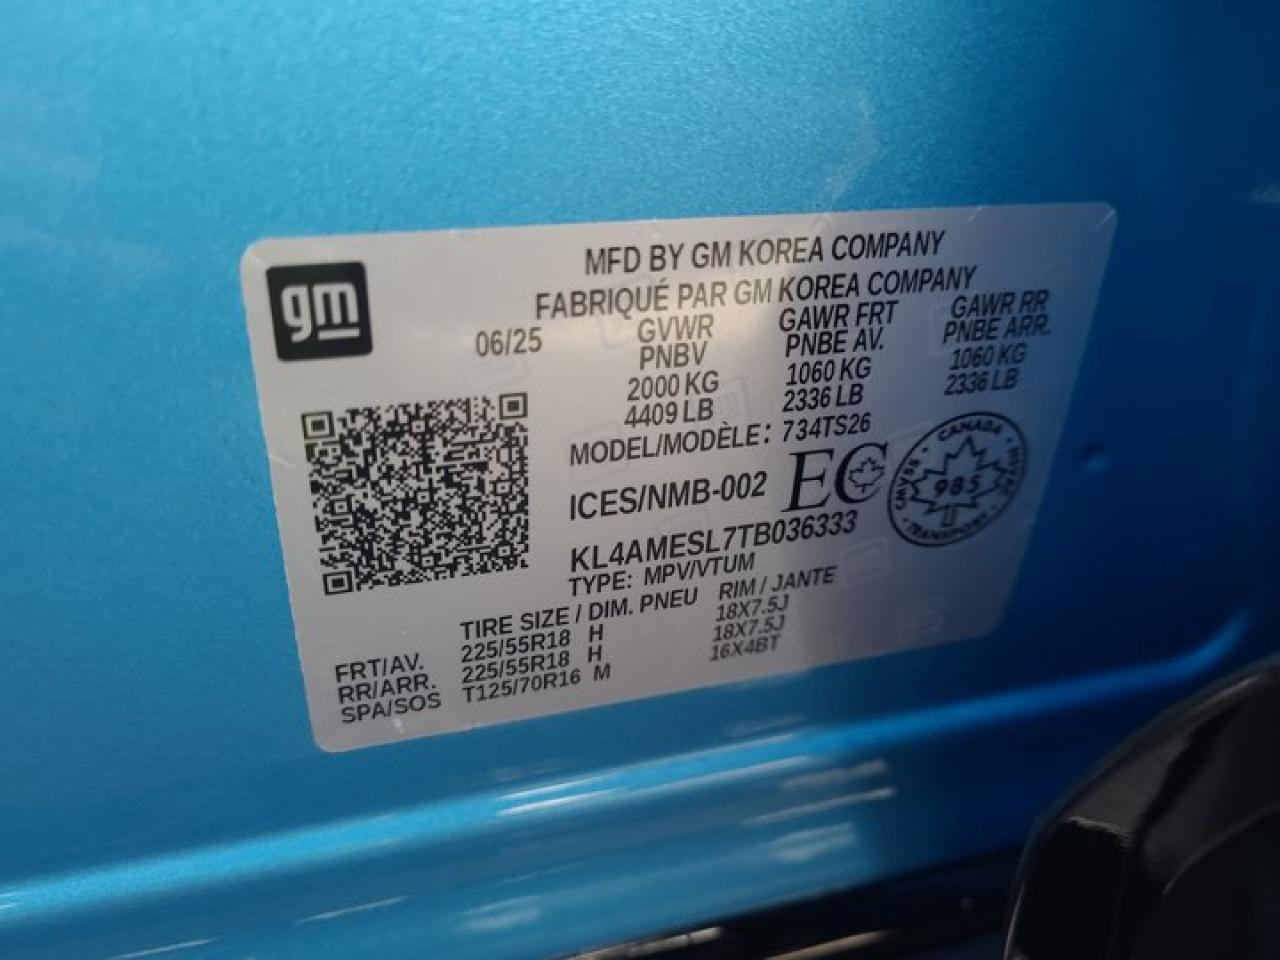 gm
MFD BY GM KOREA COMPANY
FABRIQUÉ PAR GM KOREA COMPANY
06/25 GVWR GAWR FRT GAWR RR
PNBV PNBE AV. PNBE ARR.
2000 KG 1060 KG 1060 KG
4409 LB 2336 LB 2336 LB
MODEL/MODÈLE: 734TS26
ICES/NMB-002 EC
CANADA
985
TRANSPORT
KL4AMESL7TB036333
TYPE: MPV/VTUM
TIRE SIZE / DIM. PNEU RIM / JANTE
FRT/AV. 225/55R18 H 18X7.5J
RR/ARR. 225/55R18 H 18X7.5J
SPA/SOS T125/70R16 M 16X4BT